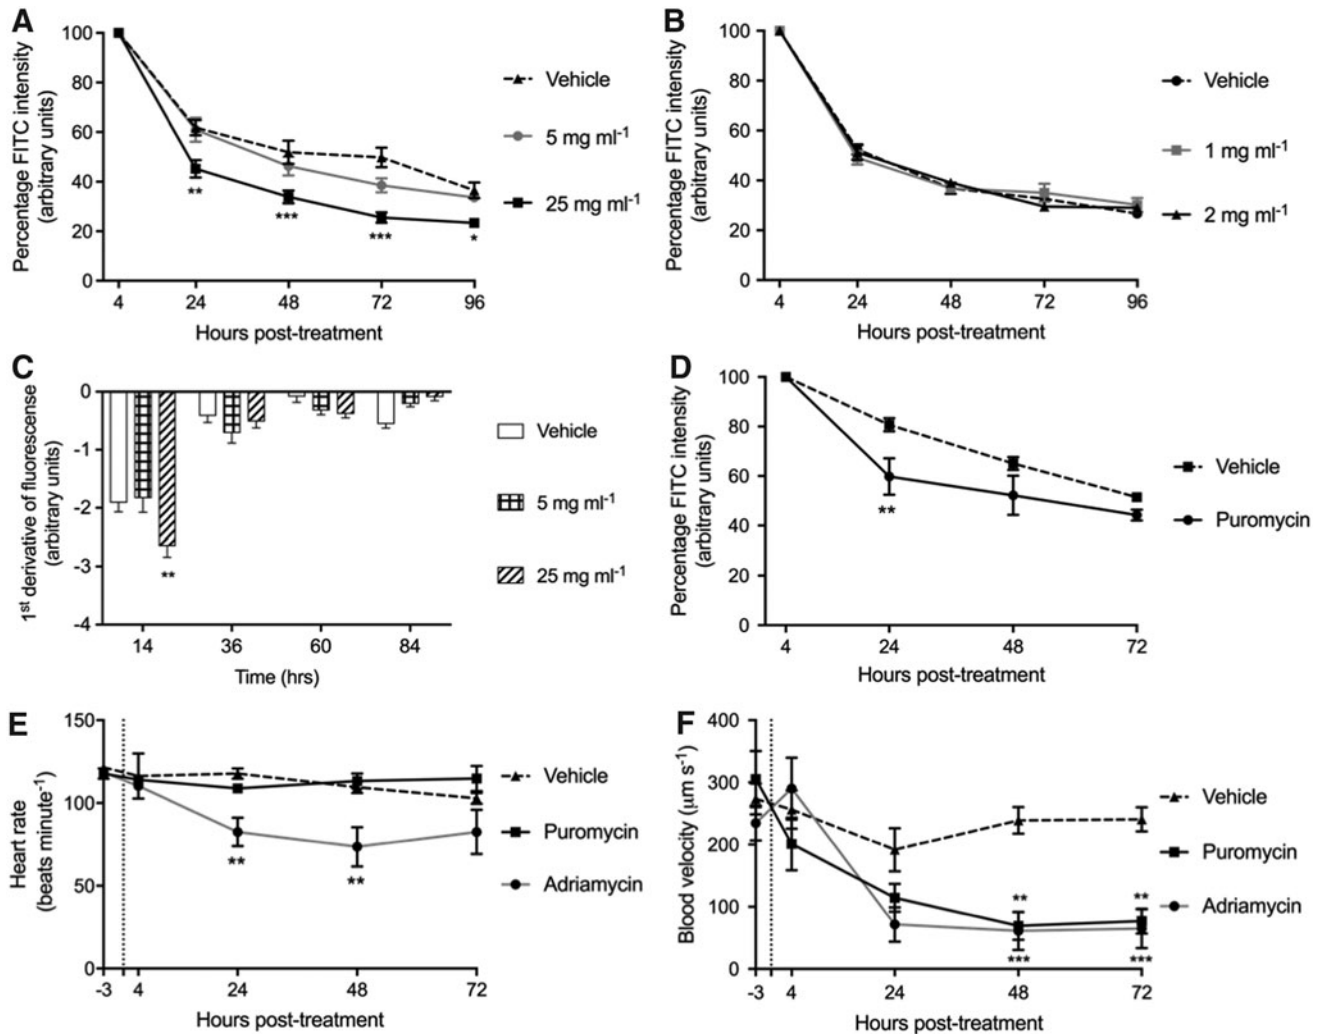 A
Percentage FITC intensity
(arbitrary units)
100
80
60
40
20
0
** *** *** *
4 24 48 72 96
Hours post-treatment
Vehicle
5 mg ml-1
25 mg ml-1
B
Percentage FITC intensity
(arbitrary units)
100
80
60
40
20
0
4 24 48 72 96
Hours post-treatment
Vehicle
1 mg ml-1
2 mg ml-1
C
1st derivative of fluorescense
(arbitrary units)
0
-1
-2
-3
-4
**
14 36 60 84
Time (hrs)
Vehicle
5 mg ml-1
25 mg ml-1
D
Percentage FITC intensity
(arbitrary units)
100
80
60
40
20
0
**
4 24 48 72
Hours post-treatment
Vehicle
Puromycin
E
Heart rate
(beats minute-1)
150
100
50
0
** **
-3 4 24 48 72
Hours post-treatment
Vehicle
Puromycin
Adriamycin
F
Blood velocity (μm s-1)
400
300
200
100
0
** **
*** ***
-3 4 24 48 72
Hours post-treatment
Vehicle
Puromycin
Adriamycin